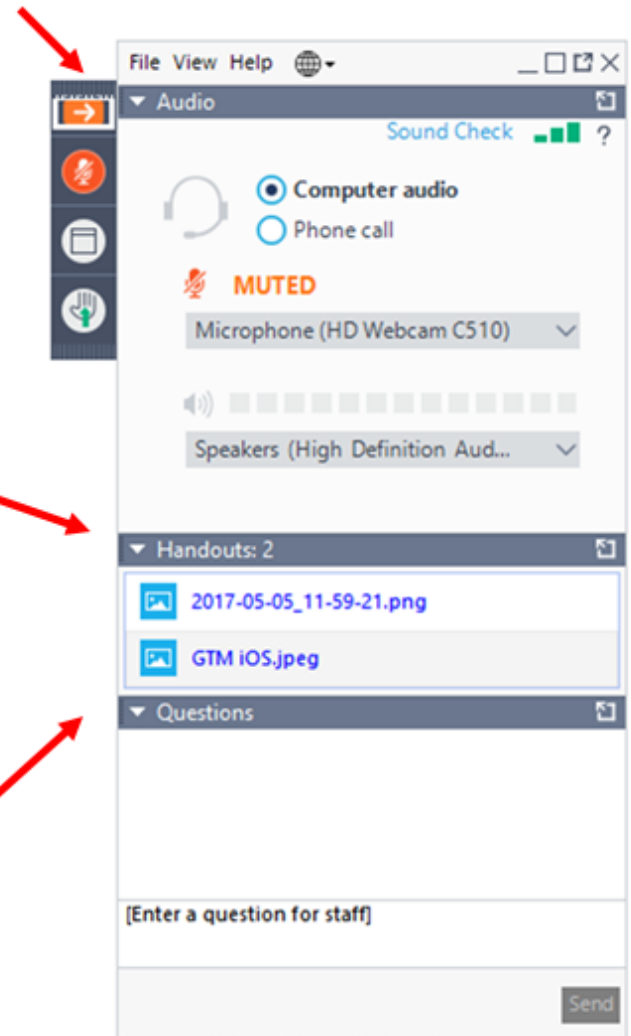 File View Help
Audio
Sound Check ?
Computer audio
Phone call
MUTED
Microphone (HD Webcam C510)
Speakers (High Definition Aud...
Handouts: 2
2017-05-05_11-59-21.png
GTM iOS.jpeg
Questions
[Enter a question for staff]
Send